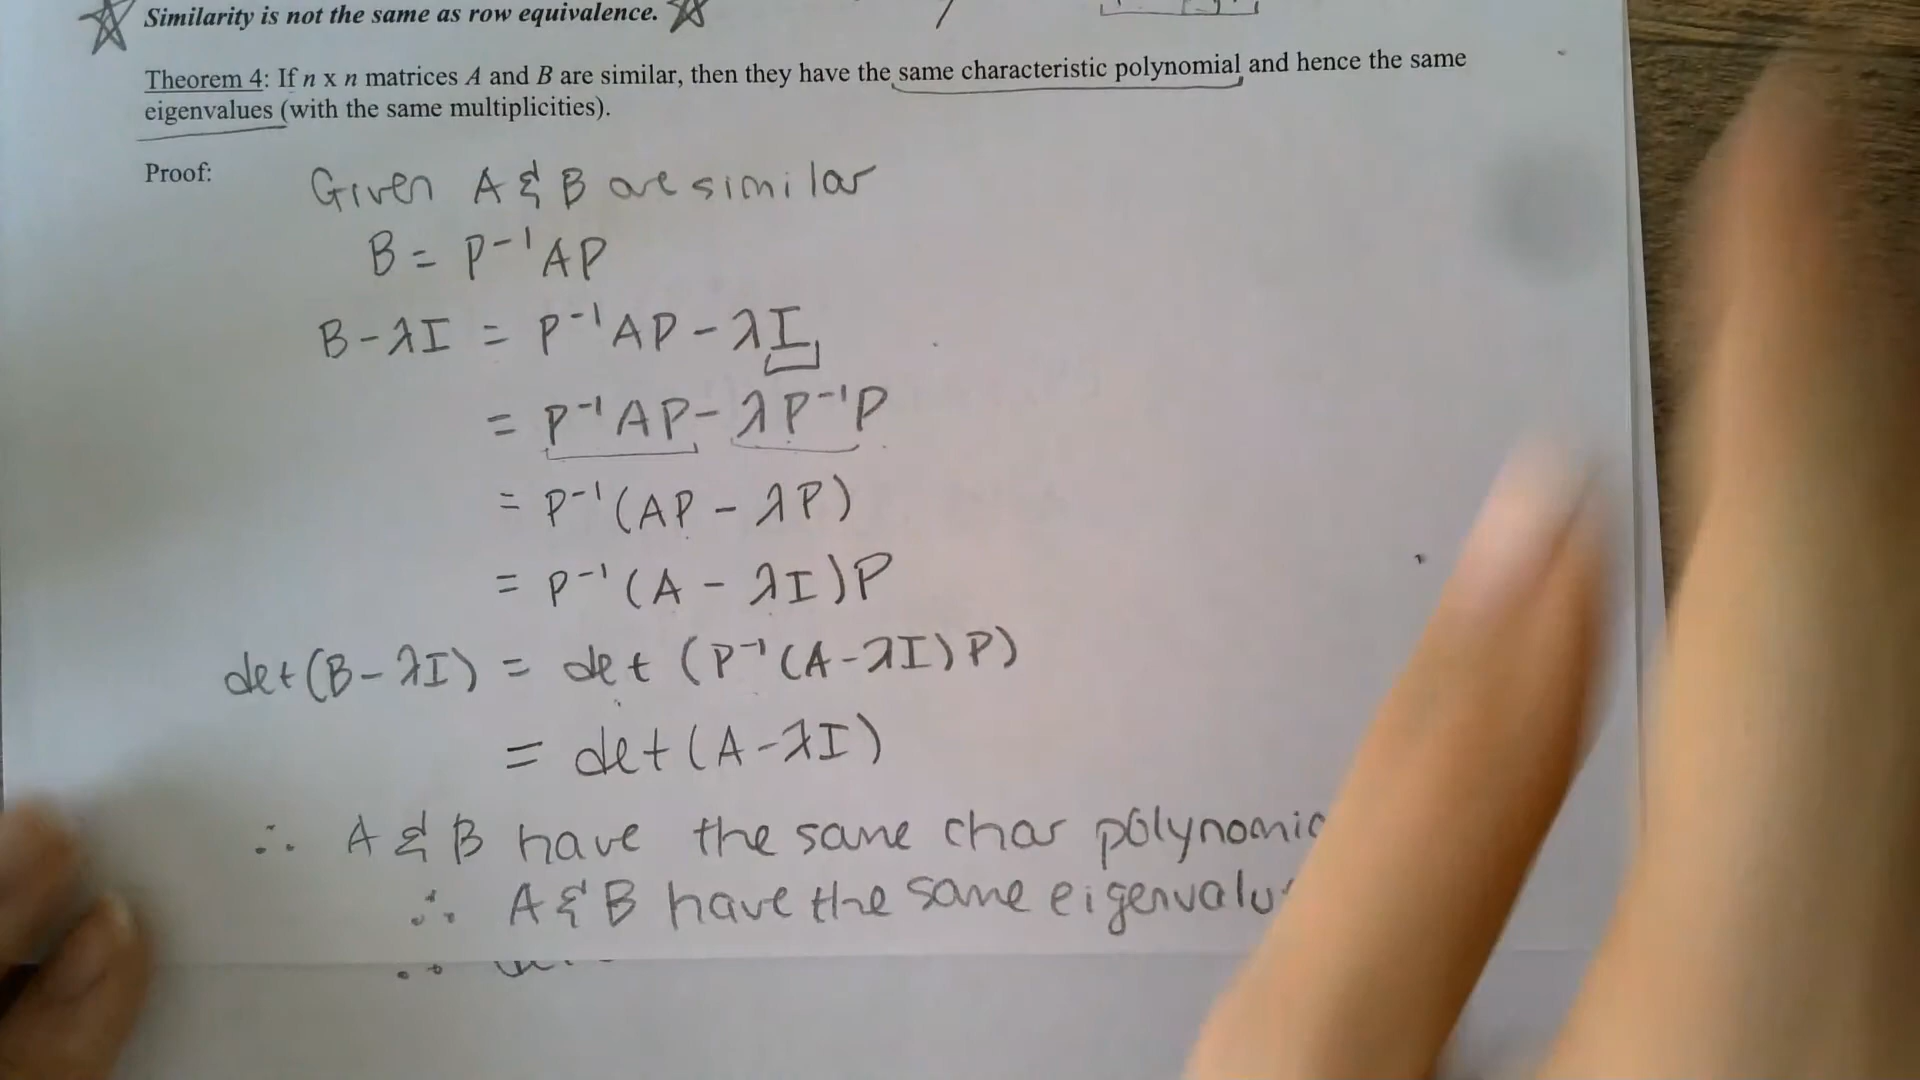 Similarity is not the same as row equivalence.
Theorem 4: If n x n matrices A and B are similar, then they have the same characteristic polynomial and hence the same
eigenvalues (with the same multiplicities).
Proof: Given A & B are similar
B = P⁻¹AP
B - λI = P⁻¹AP - λI
= P⁻¹AP - λP⁻¹P
= P⁻¹(AP - λP)
= P⁻¹(A - λI)P
det(B - λI) = det (P⁻¹(A - λI)P)
= det(A - λI)
∴ A & B have the same char polynomi
∴ A & B have the same eigenvalu